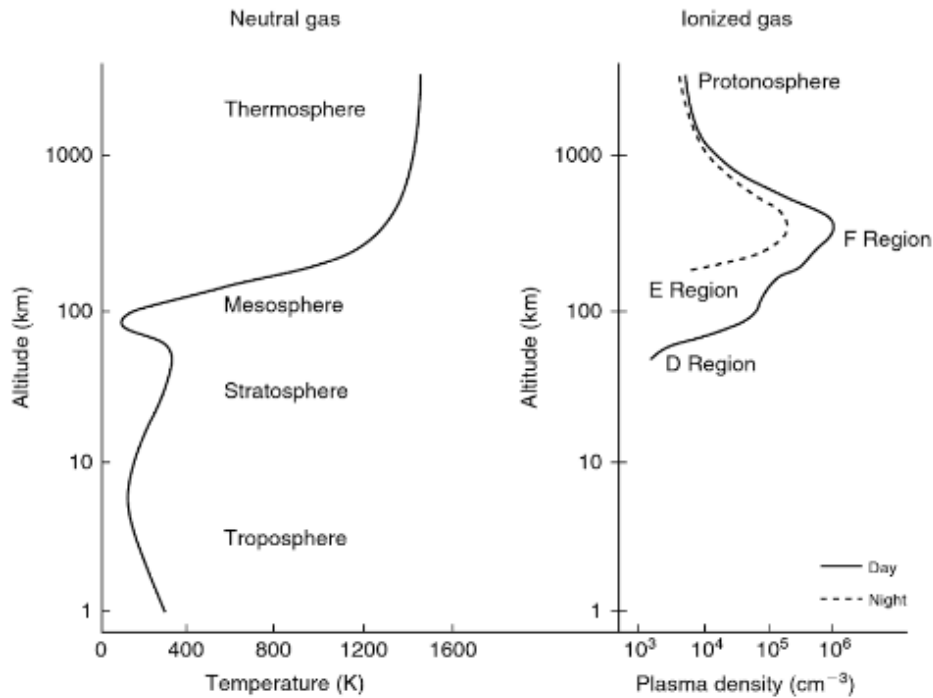 Neutral gas
Thermosphere
Mesosphere
Stratosphere
Troposphere
Altitude (km)
1000
100
10
1
0 400 800 1200 1600
Temperature (K)
Ionized gas
Protonosphere
F Region
E Region
D Region
Altitude (km)
1000
100
10
1
Day
Night
10³ 10⁴ 10⁵ 10⁶
Plasma density (cm⁻³)